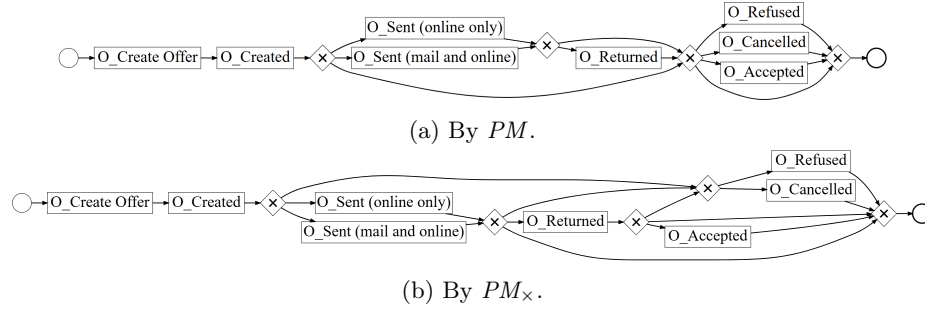 O_Refused
O_Sent (online only)
O_Cancelled
O_Create Offer O_Created O_Sent (mail and online) O_Returned
O_Accepted
(a) By PM.
O_Refused
O_Cancelled
O_Create Offer O_Created O_Sent (online only)
O_Returned
O_Sent (mail and online) O_Accepted
(b) By PM×.